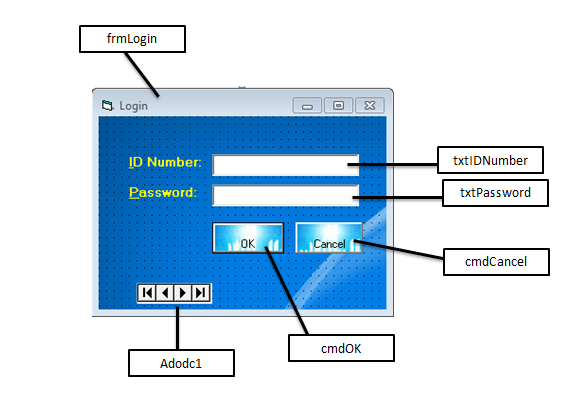 frmLogin
Login
ID Number:
txtIDNumber
Password:
txtPassword
OK
Cancel
cmdCancel
cmdOK
Adodc1